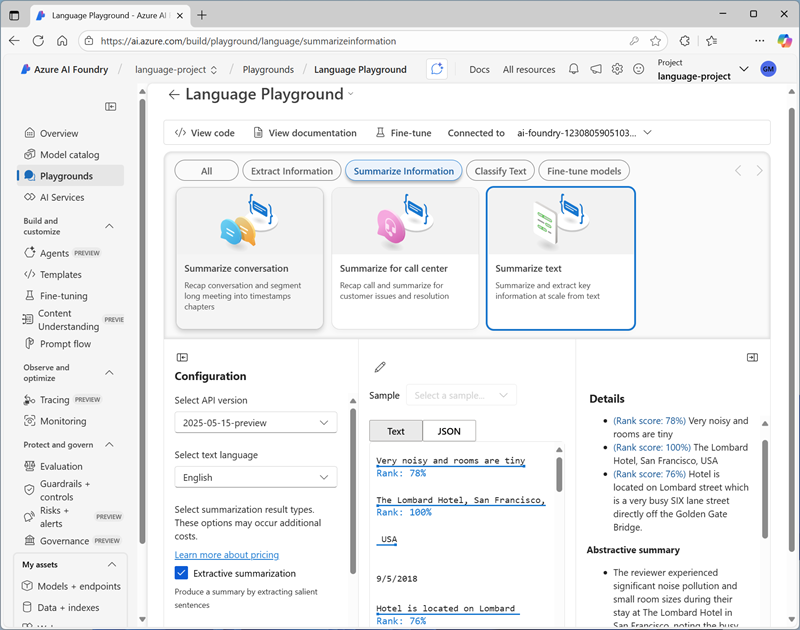 Language Playground - Azure AI
https://ai.azure.com/build/playground/language/summarizeinformation
Azure AI Foundry / language-project / Playgrounds / Language Playground
Docs
All resources
Project
language-project
GM
Overview
Model catalog
Playgrounds
AI Services
Build and
customize
Agents PREVIEW
Templates
Fine-tuning
Content
Understanding PREVIE
Prompt flow
Observe and
optimize
Tracing PREVIEW
Monitoring
Protect and govern
Evaluation
Guardrails +
controls
Risks +
alerts PREVIEW
Governance PREVIEW
My assets
Models + endpoints
Data + indexes
Language Playground
View code
View documentation
Fine-tune
Connected to
ai-foundry-1230805905103...
All
Extract Information
Summarize Information
Classify Text
Fine-tune models
Summarize conversation
Recap conversation and segment
long meeting into timestamps
chapters
Summarize for call center
Recap call and summarize for
customer issues and resolution
Summarize text
Summarize and extract key
information at scale from text
Configuration
Select API version
2025-05-15-preview
Select text language
English
Select summarization result types.
These options may occur additional
costs.
Learn more about pricing
Extractive summarization
Produce a summary by extracting salient
sentences
Sample
Select a sample...
Text
JSON
Very noisy and rooms are tiny
Rank: 78%
The Lombard Hotel, San Francisco,
Rank: 100%
USA
9/5/2018
Hotel is located on Lombard
Rank: 76%
Details
(Rank score: 78%) Very noisy and
rooms are tiny
(Rank score: 100%) The Lombard
Hotel, San Francisco, USA
(Rank score: 76%) Hotel is
located on Lombard street which
is a very busy SIX lane street
directly off the Golden Gate
Bridge.
Abstractive summary
The reviewer experienced
significant noise pollution and
small room sizes during their
stay at The Lombard Hotel in
San Francisco, noting the busy